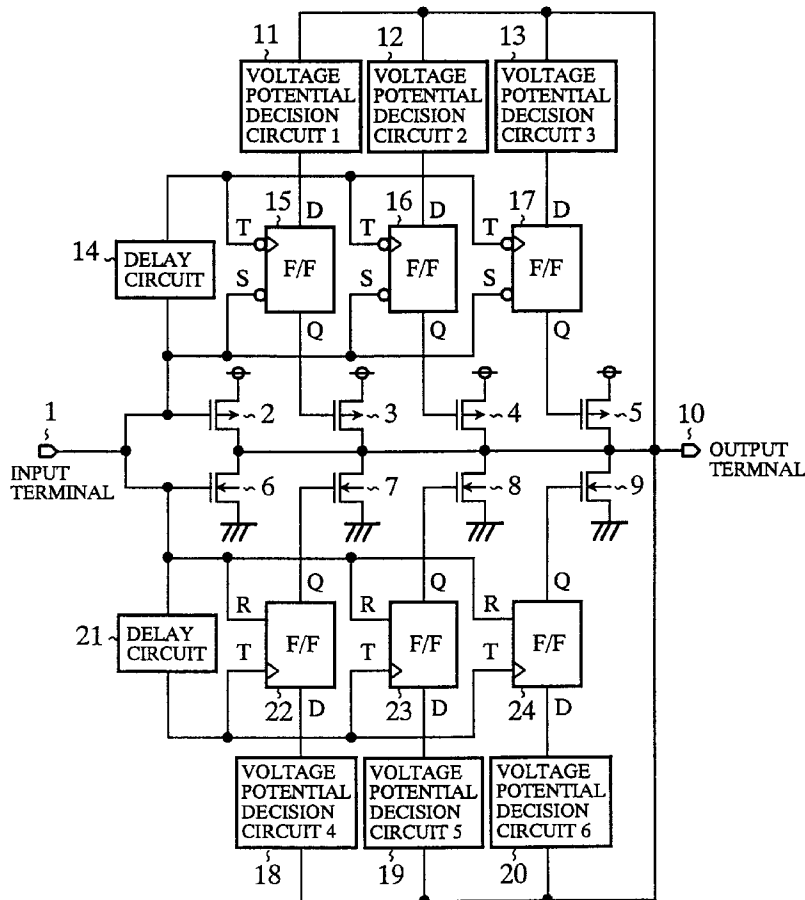 11
12
13
VOLTAGE
POTENTIAL
DECISION
CIRCUIT 1
VOLTAGE
POTENTIAL
DECISION
CIRCUIT 2
VOLTAGE
POTENTIAL
DECISION
CIRCUIT 3
15
D
16
D
17
D
T
T
T
14
DELAY
CIRCUIT
F/F
F/F
F/F
S
S
S
Q
Q
Q
1
2
3
4
5
10
INPUT
TERMINAL
OUTPUT
TERMNAL
6
7
8
9
Q
Q
Q
R
R
R
21
DELAY
CIRCUIT
F/F
F/F
F/F
T
T
T
22
D
23
D
24
D
VOLTAGE
POTENTIAL
DECISION
CIRCUIT 4
VOLTAGE
POTENTIAL
DECISION
CIRCUIT 5
VOLTAGE
POTENTIAL
DECISION
CIRCUIT 6
18
19
20